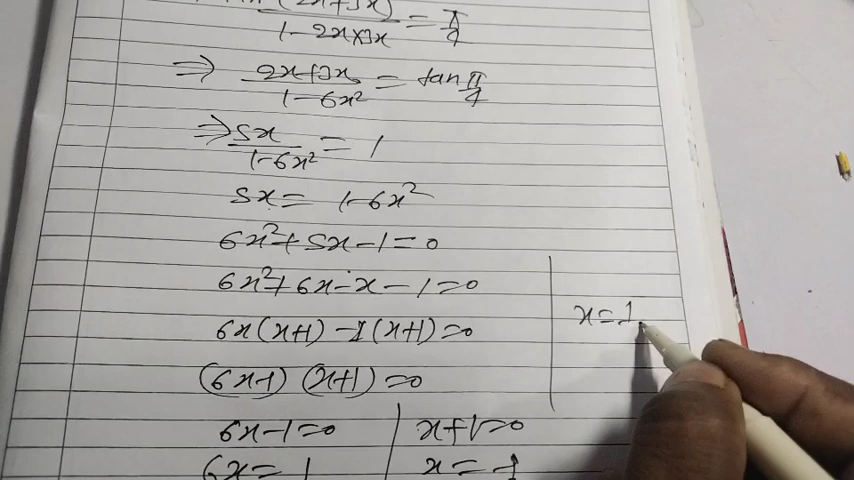 (2x+3x)/(1-2x×3x) = π/4
⇒ (2x+3x)/(1-6x²) = tan π/4
⇒ 5x/(1-6x²) = 1
5x = 1-6x²
6x²+5x-1=0
6x²+6x-x-1=0
6x(x+1)-1(x+1)=0
(6x-1) (x+1)=0
6x-1=0 | x+1=0
6x=1 | x=-1
x=1